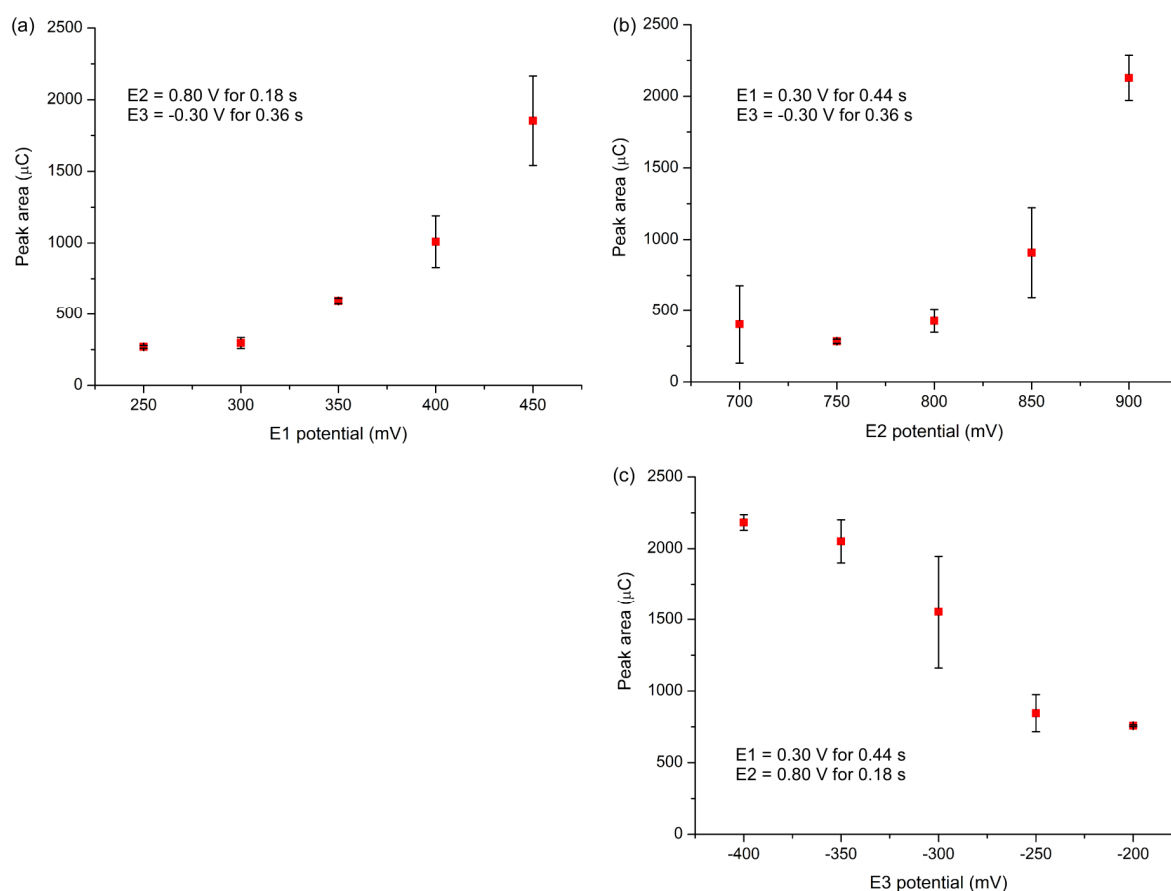 (a)
2500
2000
1500
1000
500
0
Peak area (μC)
E2 = 0.80 V for 0.18 s
E3 = -0.30 V for 0.36 s
250 300 350 400 450
E1 potential (mV)
(b)
2500
2000
1500
1000
500
0
Peak area (μC)
E1 = 0.30 V for 0.44 s
E3 = -0.30 V for 0.36 s
700 750 800 850 900
E2 potential (mV)
(c)
2500
2000
1500
1000
500
0
Peak area (μC)
E1 = 0.30 V for 0.44 s
E2 = 0.80 V for 0.18 s
-400 -350 -300 -250 -200
E3 potential (mV)